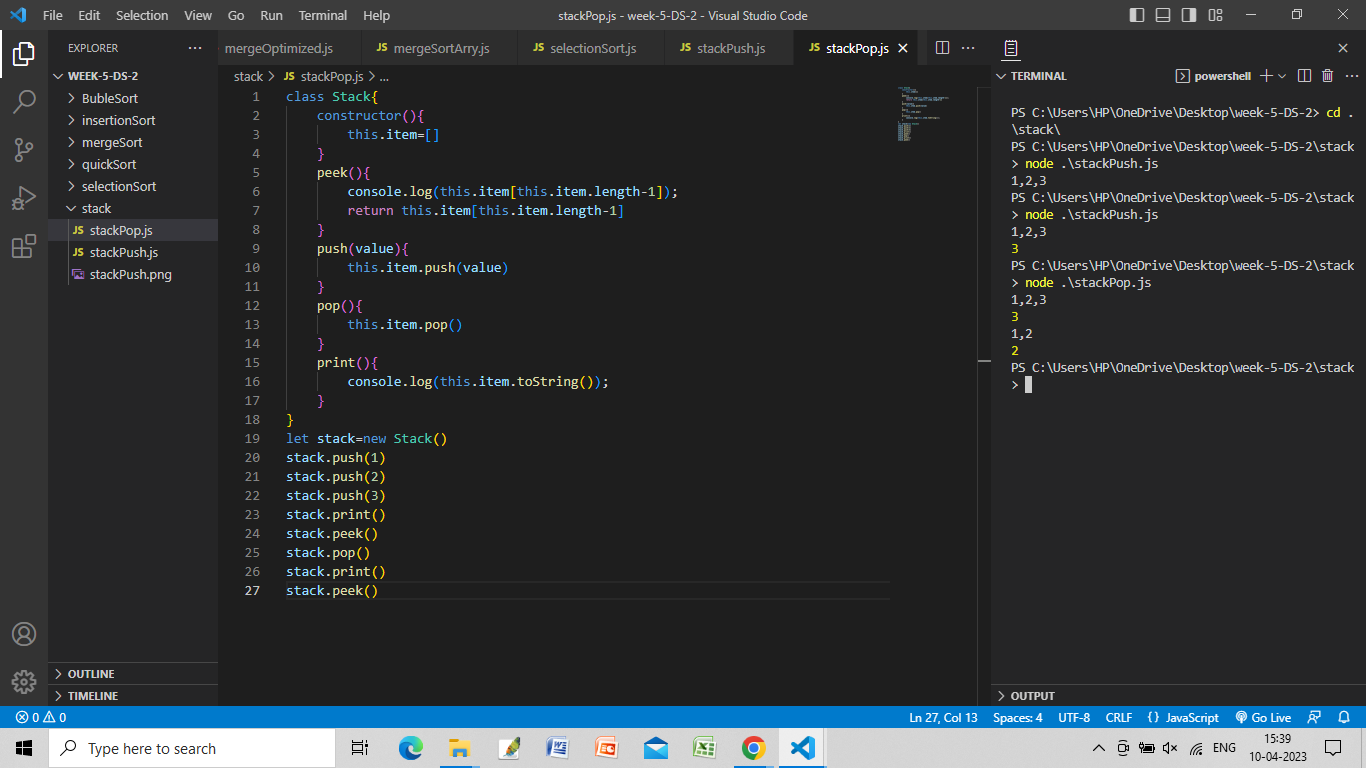 File Edit Selection View Go Run Terminal Help stackPop.js - week-5-DS-2 - Visual Studio Code
EXPLORER ...
WEEK-5-DS-2
BubleSort
insertionSort
mergeSort
quickSort
selectionSort
stack
JS stackPop.js
JS stackPush.js
stackPush.png
OUTLINE
TIMELINE
mergeOptimized.js JS mergeSortArry.js JS selectionSort.js JS stackPush.js JS stackPop.js
stack > JS stackPop.js > ...
1 class Stack{
2 constructor(){
3 this.item=[]
4 }
5 peek(){
6 console.log(this.item[this.item.length-1]);
7 return this.item[this.item.length-1]
8 }
9 push(value){
10 this.item.push(value)
11 }
12 pop(){
13 this.item.pop()
14 }
15 print(){
16 console.log(this.item.toString());
17 }
18 }
19 let stack=new Stack()
20 stack.push(1)
21 stack.push(2)
22 stack.push(3)
23 stack.print()
24 stack.peek()
25 stack.pop()
26 stack.print()
27 stack.peek()
TERMINAL powershell
PS C:\Users\HP\OneDrive\Desktop\week-5-DS-2> cd .
\stack\
PS C:\Users\HP\OneDrive\Desktop\week-5-DS-2\stack
> node .\stackPush.js
1,2,3
PS C:\Users\HP\OneDrive\Desktop\week-5-DS-2\stack
> node .\stackPush.js
1,2,3
3
PS C:\Users\HP\OneDrive\Desktop\week-5-DS-2\stack
> node .\stackPop.js
1,2,3
3
1,2
2
PS C:\Users\HP\OneDrive\Desktop\week-5-DS-2\stack
>
OUTPUT
0 0 Ln 27, Col 13 Spaces: 4 UTF-8 CRLF {} JavaScript Go Live
Type here to search
ENG
15:39
10-04-2023